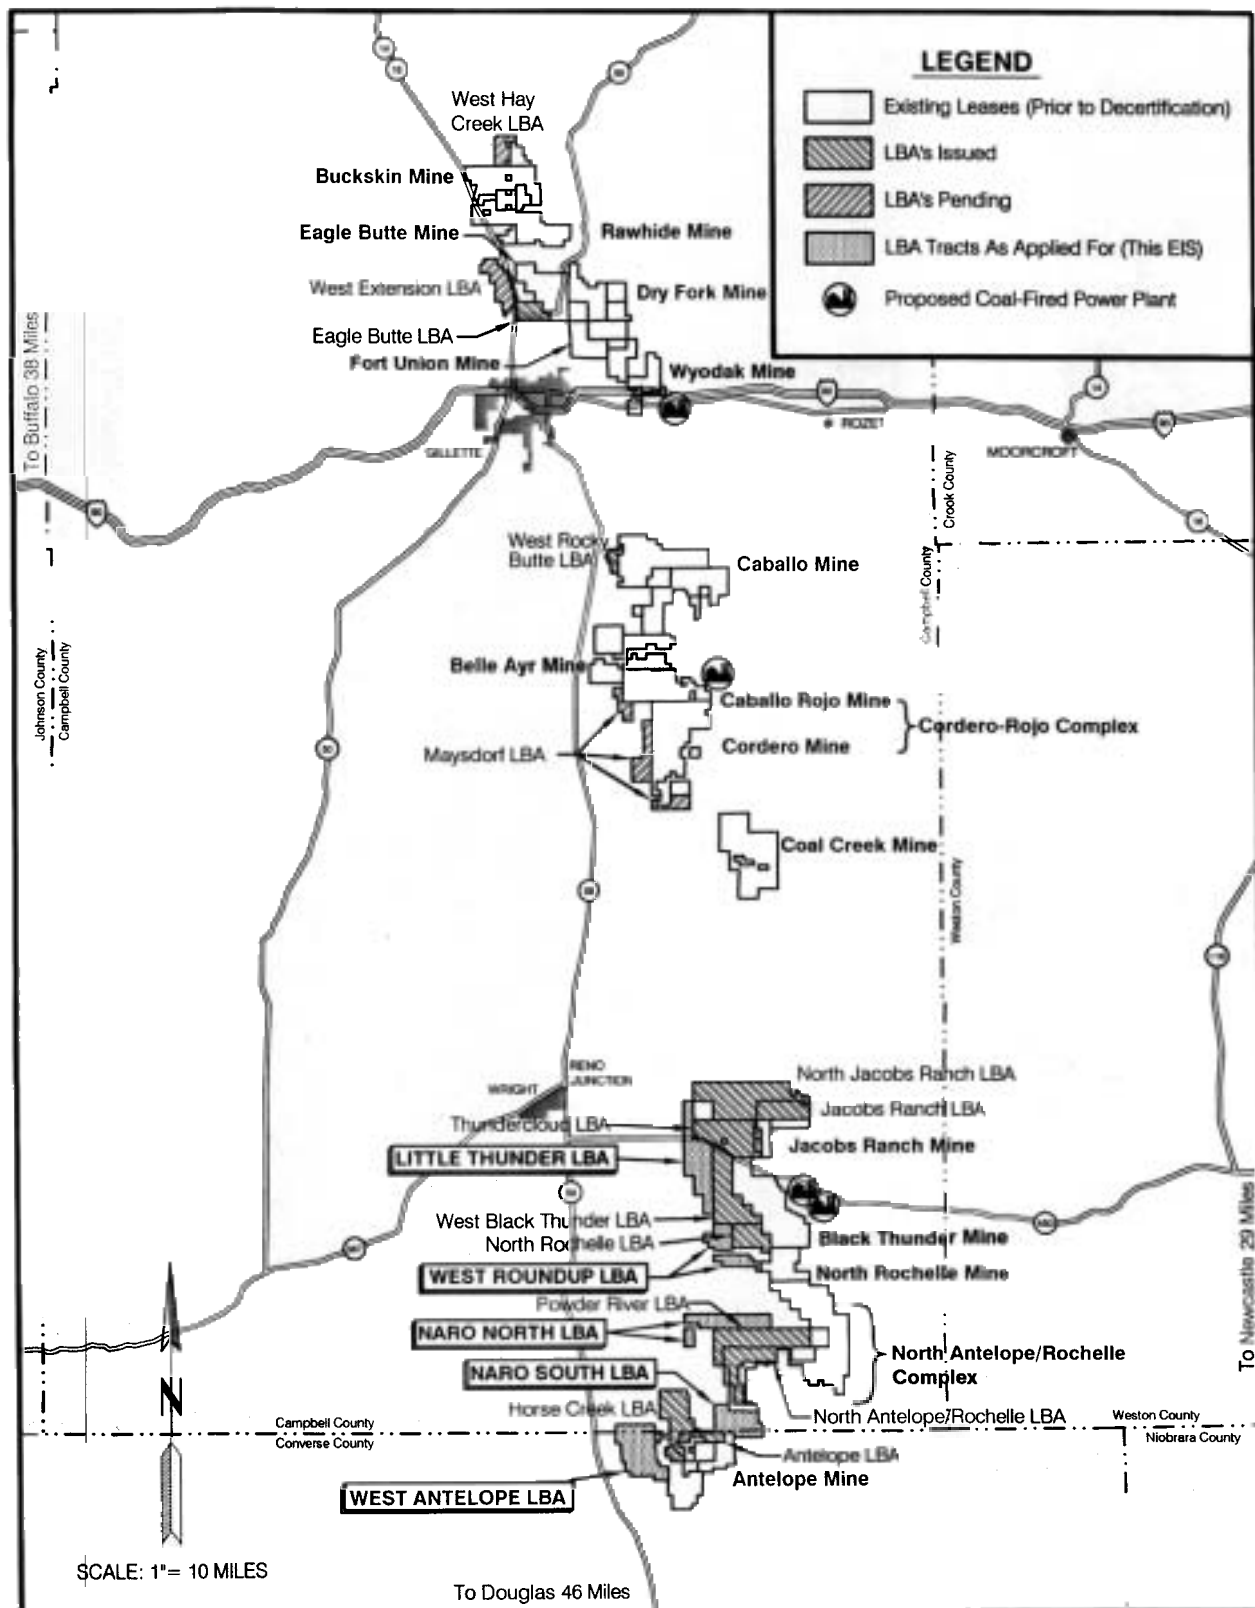 LEGEND
Existing Leases (Prior to Decertification)
LBA's Issued
LBA's Pending
LBA Tracts As Applied For (This EIS)
Proposed Coal-Fired Power Plant
West Hay
Creek LBA
Buckskin Mine
Eagle Butte Mine
Rawhide Mine
West Extension LBA
Dry Fork Mine
Eagle Butte LBA
Fort Union Mine
Wyodak Mine
To Buffalo 38 Miles
GILLETTE
ROZET
MOORCROFT
90
90
Crook County
Campbell County
West Rocky
Butte LBA
Caballo Mine
Johnson County
Campbell County
Belle Ayr Mine
Caballo Rojo Mine
Cordero-Rojo Complex
Cordero Mine
Maysdorf LBA
50
Coal Creek Mine
Weston County
RENO
JUNCTION
WRIGHT
North Jacobs Ranch LBA
Jacobs Ranch LBA
Thundercloud LBA
Jacobs Ranch Mine
LITTLE THUNDER LBA
West Black Thunder LBA
North Rochelle LBA
Black Thunder Mine
WEST ROUNDUP LBA
North Rochelle Mine
Powder River LBA
NARO NORTH LBA
North Antelope/Rochelle
Complex
NARO SOUTH LBA
Horse Creek LBA
North Antelope/Rochelle LBA
To Newcastle 29 Miles
Campbell County
Converse County
Weston County
Niobrara County
Antelope LBA
Antelope Mine
WEST ANTELOPE LBA
N
SCALE: 1"= 10 MILES
To Douglas 46 Miles